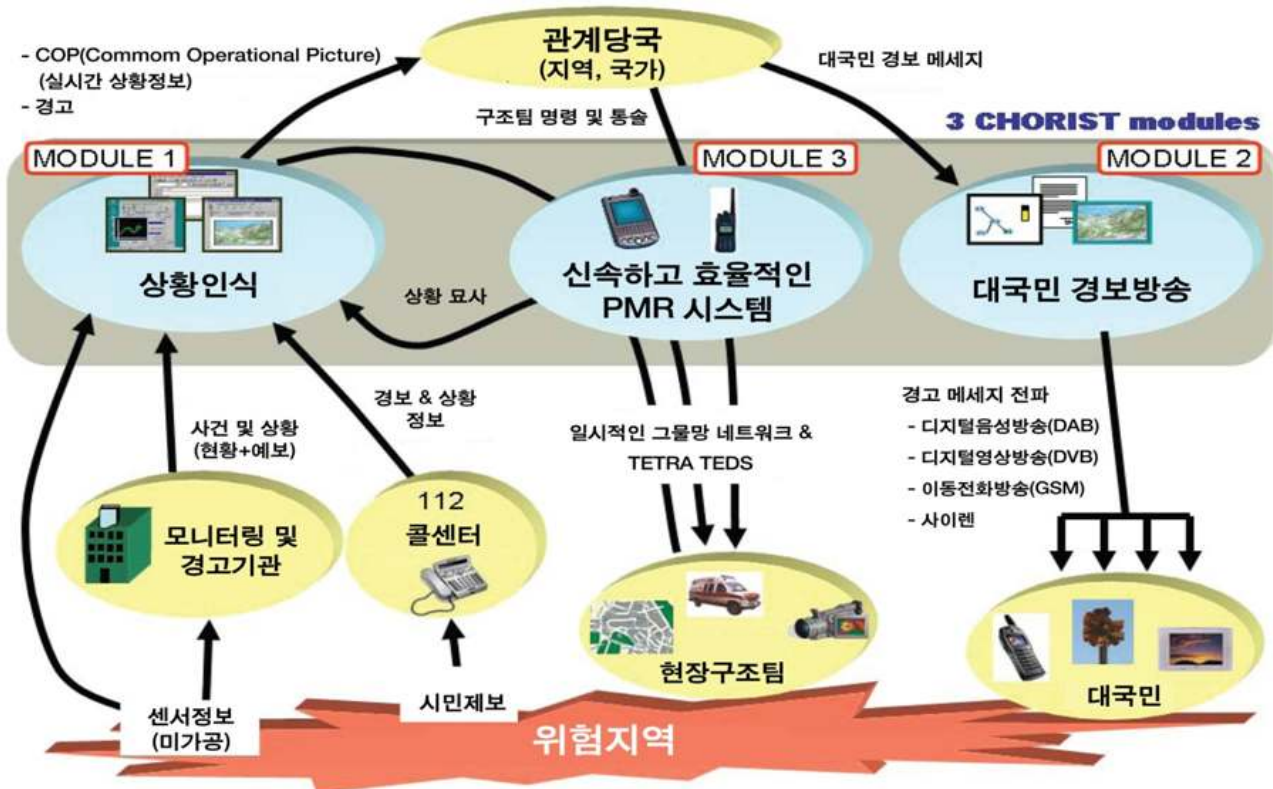 관계당국
(지역, 국가)
- COP(Commom Operational Picture)
(실시간 상황정보)
- 경고
대국민 경보 메세지
구조팀 명령 및 통솔
3 CHORIST modules
MODULE 1
MODULE 3
MODULE 2
상황인식
신속하고 효율적인
PMR 시스템
대국민 경보방송
상황 묘사
경보 & 상황
정보
사건 및 상황
(현황+예보)
일시적인 그물망 네트워크 &
TETRA TEDS
경고 메세지 전파
- 디지털음성방송(DAB)
- 디지털영상방송(DVB)
- 이동전화방송(GSM)
- 사이렌
모니터링 및
경고기관
112
콜센터
현장구조팀
대국민
센서정보
(미가공)
시민제보
위험지역